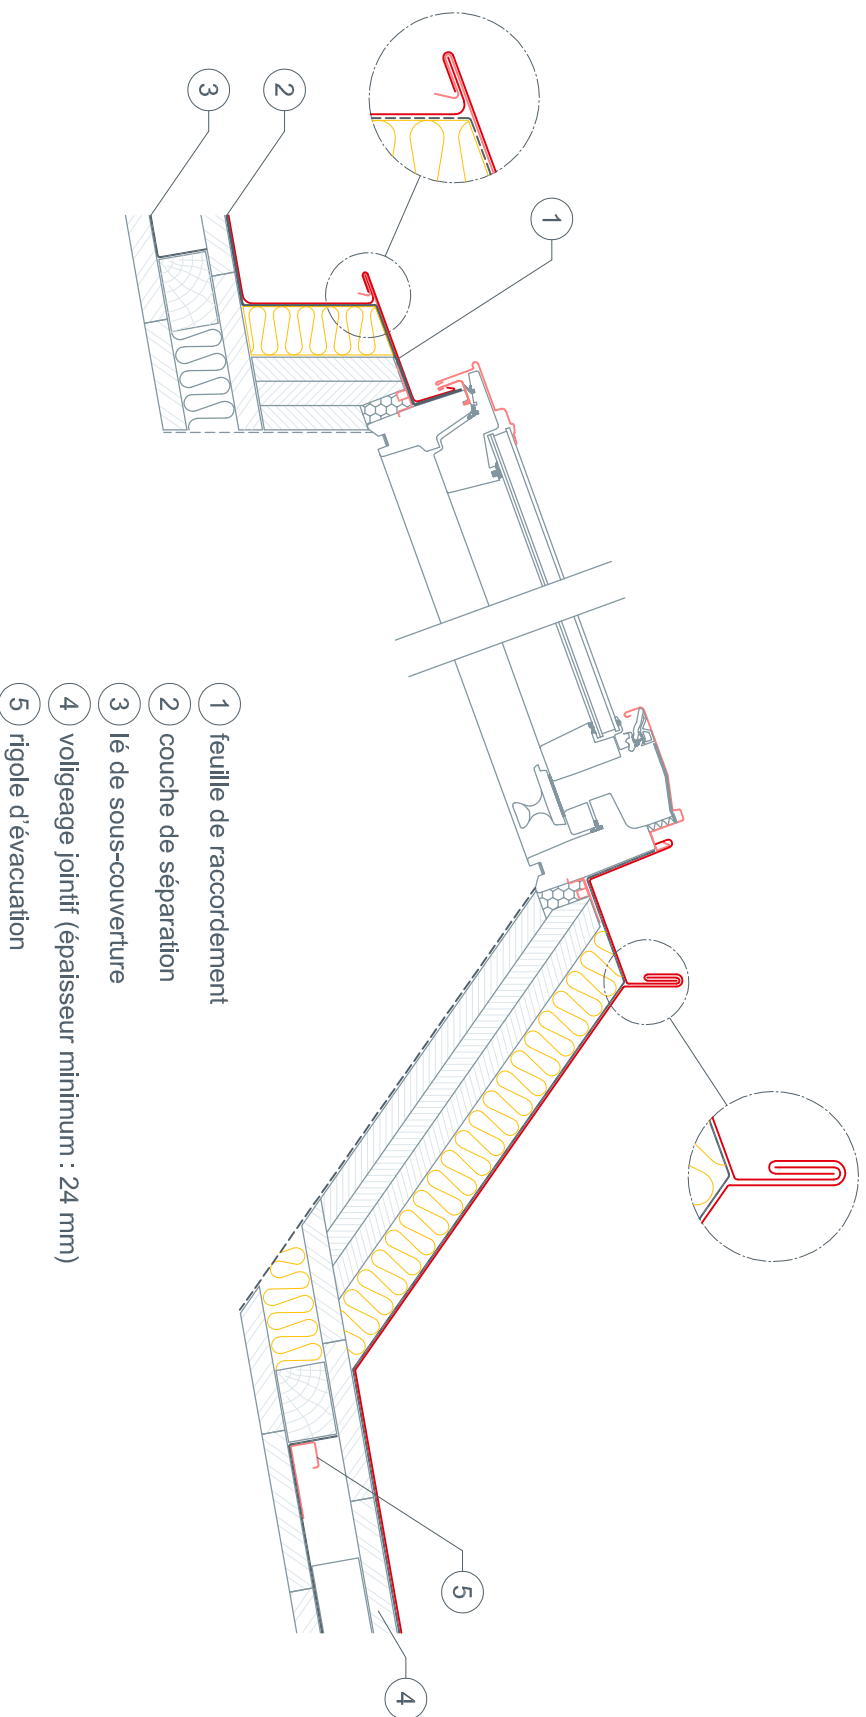 3
2
1
1 feuille de raccordement
2 couche de séparation
3 lé de sous-couverture
4 voligeage jointif (épaisseur minimum : 24 mm)
5 rigole d'évacuation
5
4